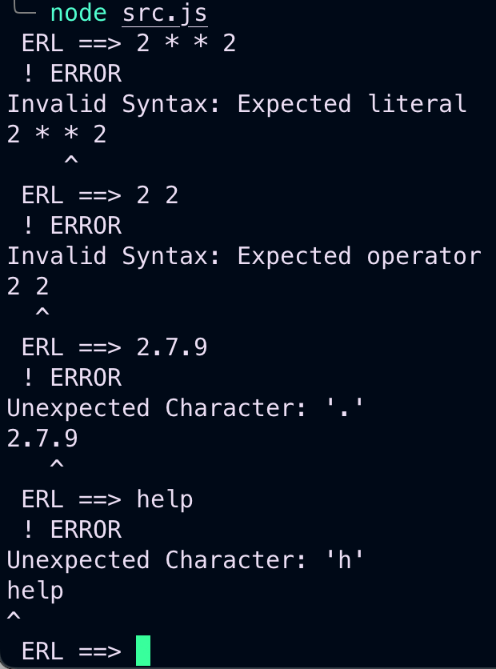 └─ node src.js
 ERL ==> 2 * * 2
 ! ERROR
Invalid Syntax: Expected literal
2 * * 2
    ^
 ERL ==> 2 2
 ! ERROR
Invalid Syntax: Expected operator
2 2
  ^
 ERL ==> 2.7.9
 ! ERROR
Unexpected Character: '.'
2.7.9
   ^
 ERL ==> help
 ! ERROR
Unexpected Character: 'h'
help
^
 ERL ==>